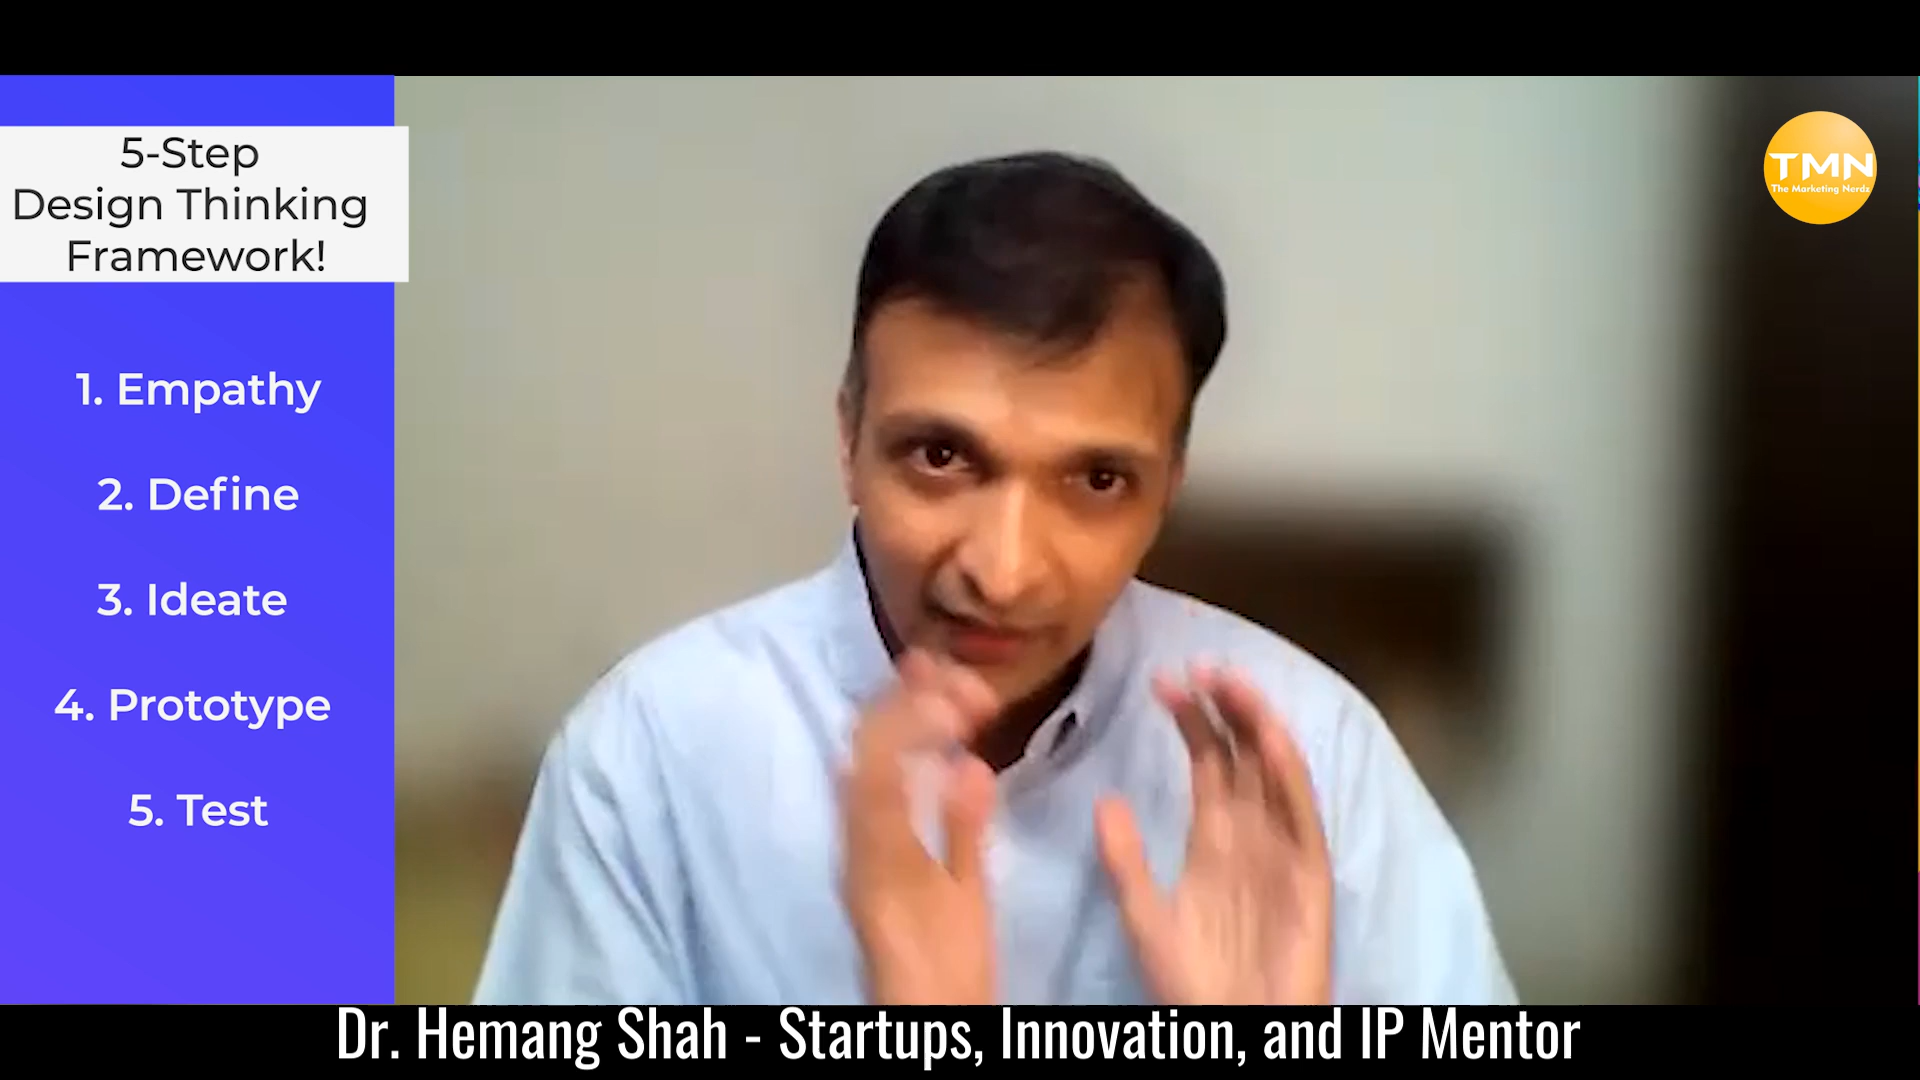 5-Step
Design Thinking
Framework!
1. Empathy
2. Define
3. Ideate
4. Prototype
5. Test
TMN
The Marketing Nerdz
Dr. Hemang Shah - Startups, Innovation, and IP Mentor